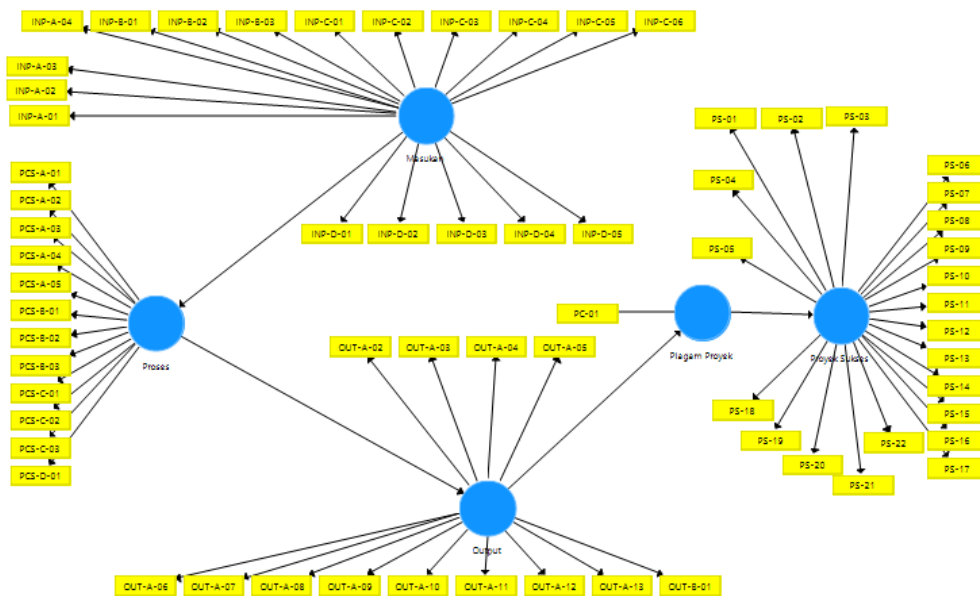 INP-A-04
INP-B-01
INP-B-02
INP-B-03
INP-C-01
INP-C-02
INP-C-03
INP-C-04
INP-C-05
INP-C-06
INP-A-03
INP-A-02
INP-A-01
Masukan
INP-D-01
INP-D-02
INP-D-03
INP-D-04
INP-D-05
PCS-A-01
PCS-A-02
PCS-A-03
PCS-A-04
PCS-A-05
PCS-B-01
PCS-B-02
PCS-B-03
PCS-C-01
PCS-C-02
PCS-C-03
PCS-D-01
Proses
OUT-A-02
OUT-A-03
OUT-A-04
OUT-A-05
Output
OUT-A-06
OUT-A-07
OUT-A-08
OUT-A-09
OUT-A-10
OUT-A-11
OUT-A-12
OUT-A-13
OUT-B-01
PC-01
Piagam Proyek
PS-01
PS-02
PS-03
PS-04
PS-05
Proyek Sukses
PS-06
PS-07
PS-08
PS-09
PS-10
PS-11
PS-12
PS-13
PS-14
PS-15
PS-16
PS-17
PS-18
PS-19
PS-20
PS-21
PS-22